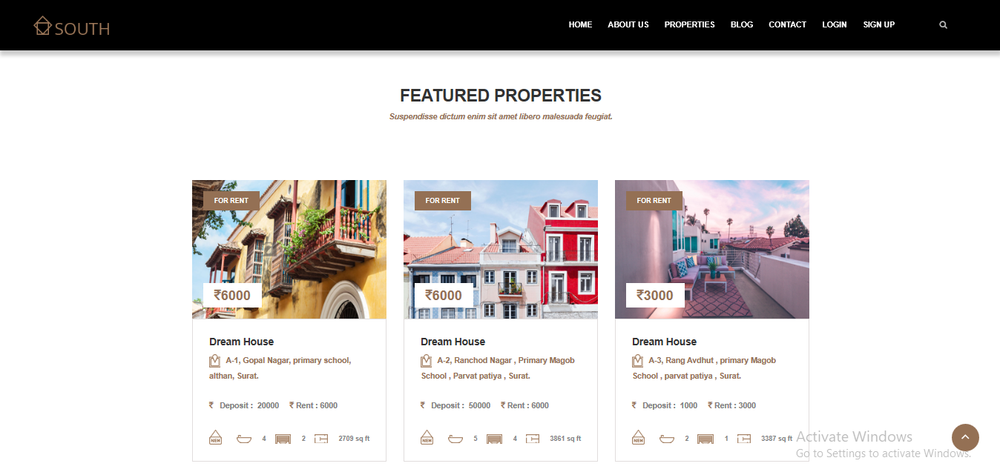 SOUTH
HOME ABOUT US PROPERTIES BLOG CONTACT LOGIN SIGN UP
FEATURED PROPERTIES
Suspendisse dictum enim sit amet libero malesuada feugiat.
FOR RENT
₹6000
Dream House
A-1, Gopal Nagar, primary school,
althan, Surat.
₹ Deposit : 20000 ₹ Rent : 6000
NEW 4 2 2709 sq ft
FOR RENT
₹6000
Dream House
A-2, Ranchod Nagar , Primary Magob
School , Parvat patiya , Surat.
₹ Deposit : 50000 ₹ Rent : 6000
NEW 5 4 3861 sq ft
FOR RENT
₹3000
Dream House
A-3, Rang Avdhut , primary Magob
School , parvat patiya , Surat.
₹ Deposit : 1000 ₹ Rent : 3000
NEW 2 1 3387 sq ft
Activate Windows
Go to Settings to activate Windows.